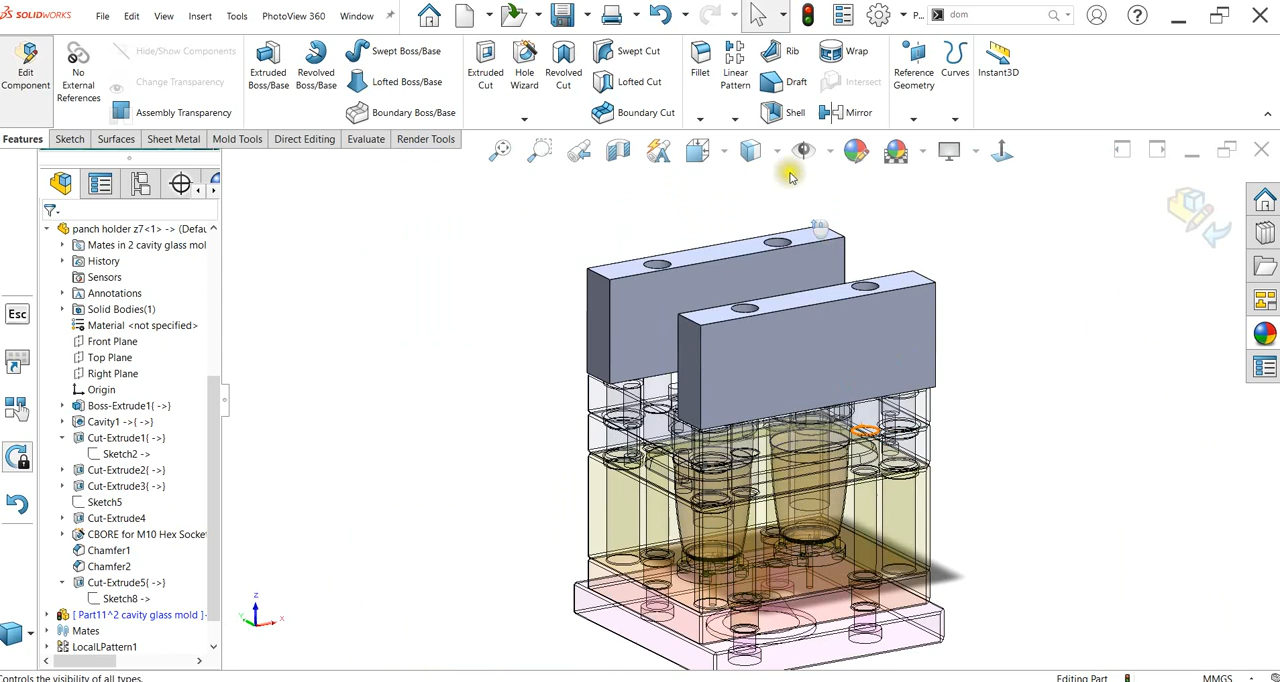 SOLIDWORKS
File
Edit
View
Insert
Tools
PhotoView 360
Window
P...
dom
Edit Component
No External References
Hide/Show Components
Change Transparency
Assembly Transparency
Extruded Boss/Base
Revolved Boss/Base
Swept Boss/Base
Lofted Boss/Base
Boundary Boss/Base
Extruded Cut
Hole Wizard
Revolved Cut
Swept Cut
Lofted Cut
Boundary Cut
Fillet
Linear Pattern
Rib
Draft
Shell
Wrap
Intersect
Mirror
Reference Geometry
Curves
Instant3D
Features
Sketch
Surfaces
Sheet Metal
Mold Tools
Direct Editing
Evaluate
Render Tools
panch holder z7<1> -> (Defau
Mates in 2 cavity glass mol
History
Sensors
Annotations
Solid Bodies(1)
Material <not specified>
Front Plane
Top Plane
Right Plane
Origin
Boss-Extrude1{ ->}
Cavity1 ->{ ->}
Cut-Extrude1{ ->}
Sketch2 ->
Cut-Extrude2{ ->}
Cut-Extrude3{ ->}
Sketch5
Cut-Extrude4
CBORE for M10 Hex Socket
Chamfer1
Chamfer2
Cut-Extrude5{ ->}
Sketch8 ->
[ Part11^2 cavity glass mold ]
Mates
LocalLPattern1
Esc
Z
Y
X
Controls the visibility of all types.
Editing Part
MMGS